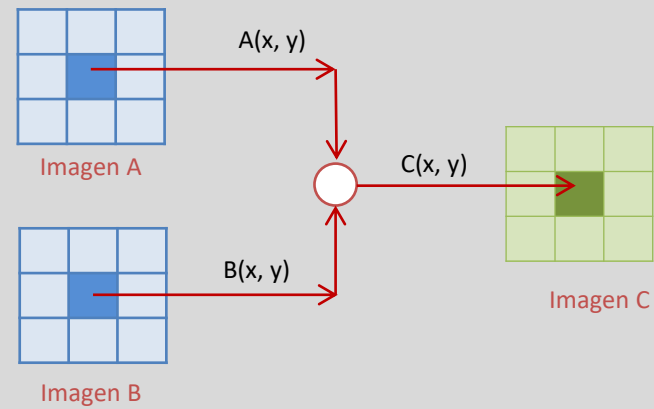 A(x, y)
Imagen A
C(x, y)
B(x, y)
Imagen C
Imagen B